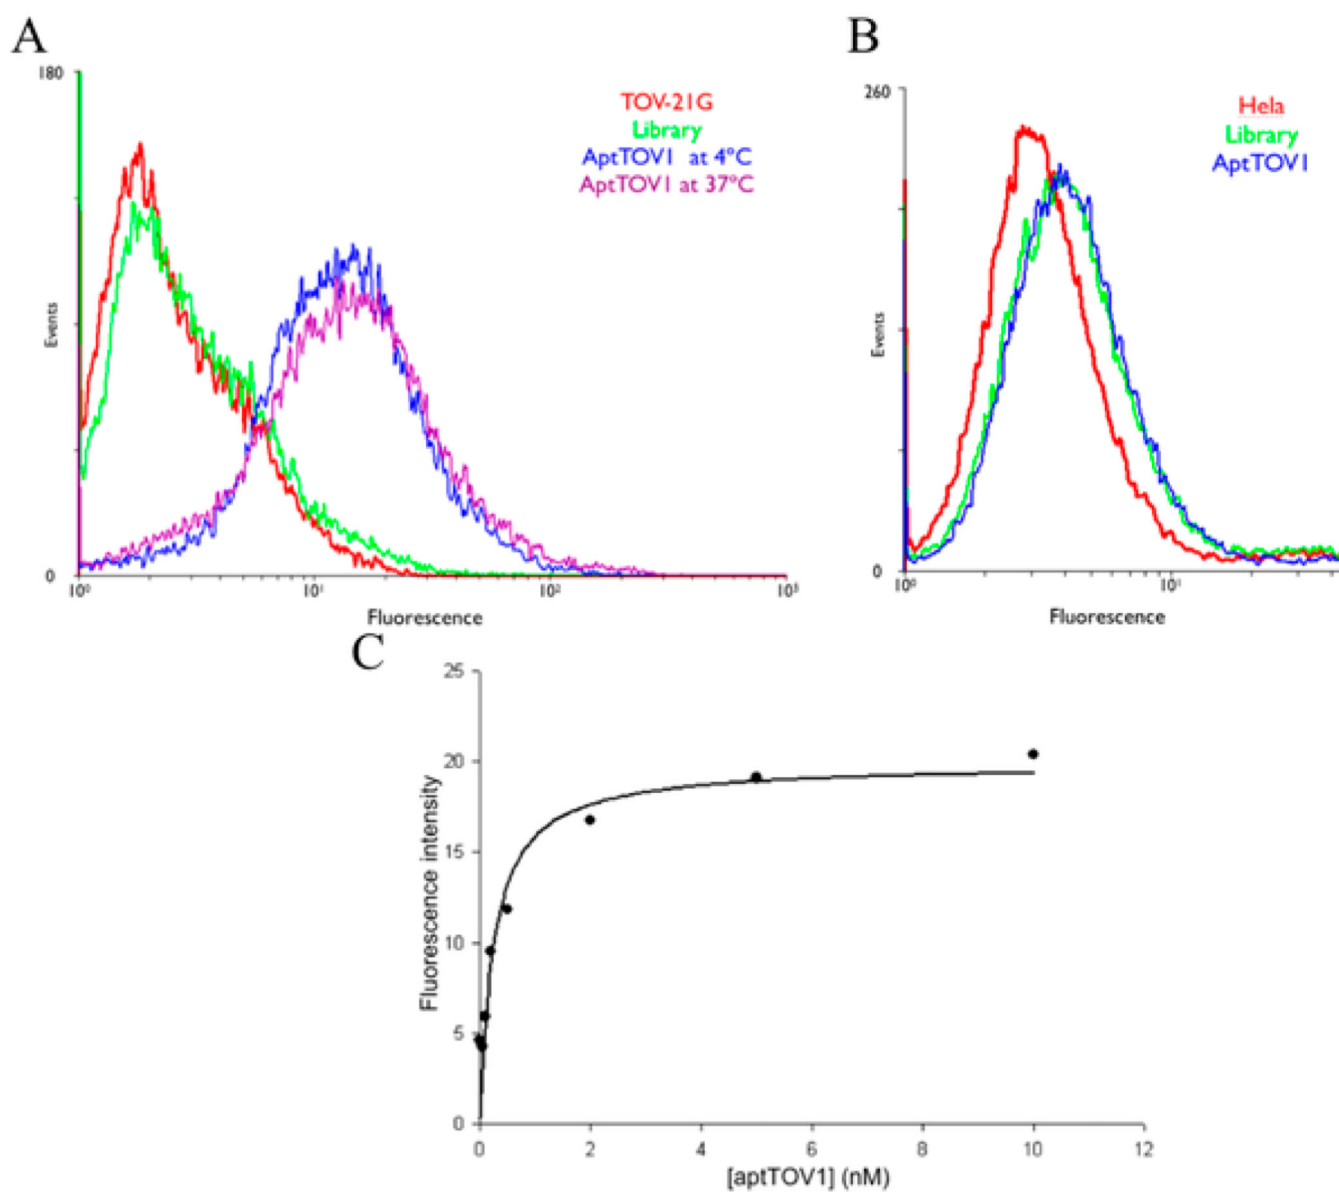 A
180
TOV-21G
Library
AptTOV1 at 4°C
AptTOV1 at 37°C
Events
0
10⁰
10¹
10²
10³
Fluorescence
B
260
Hela
Library
AptTOV1
Events
0
10⁰
10¹
Fluorescence
C
25
20
15
10
5
0
Fluorescence intensity
0
2
4
6
8
10
12
[aptTOV1] (nM)